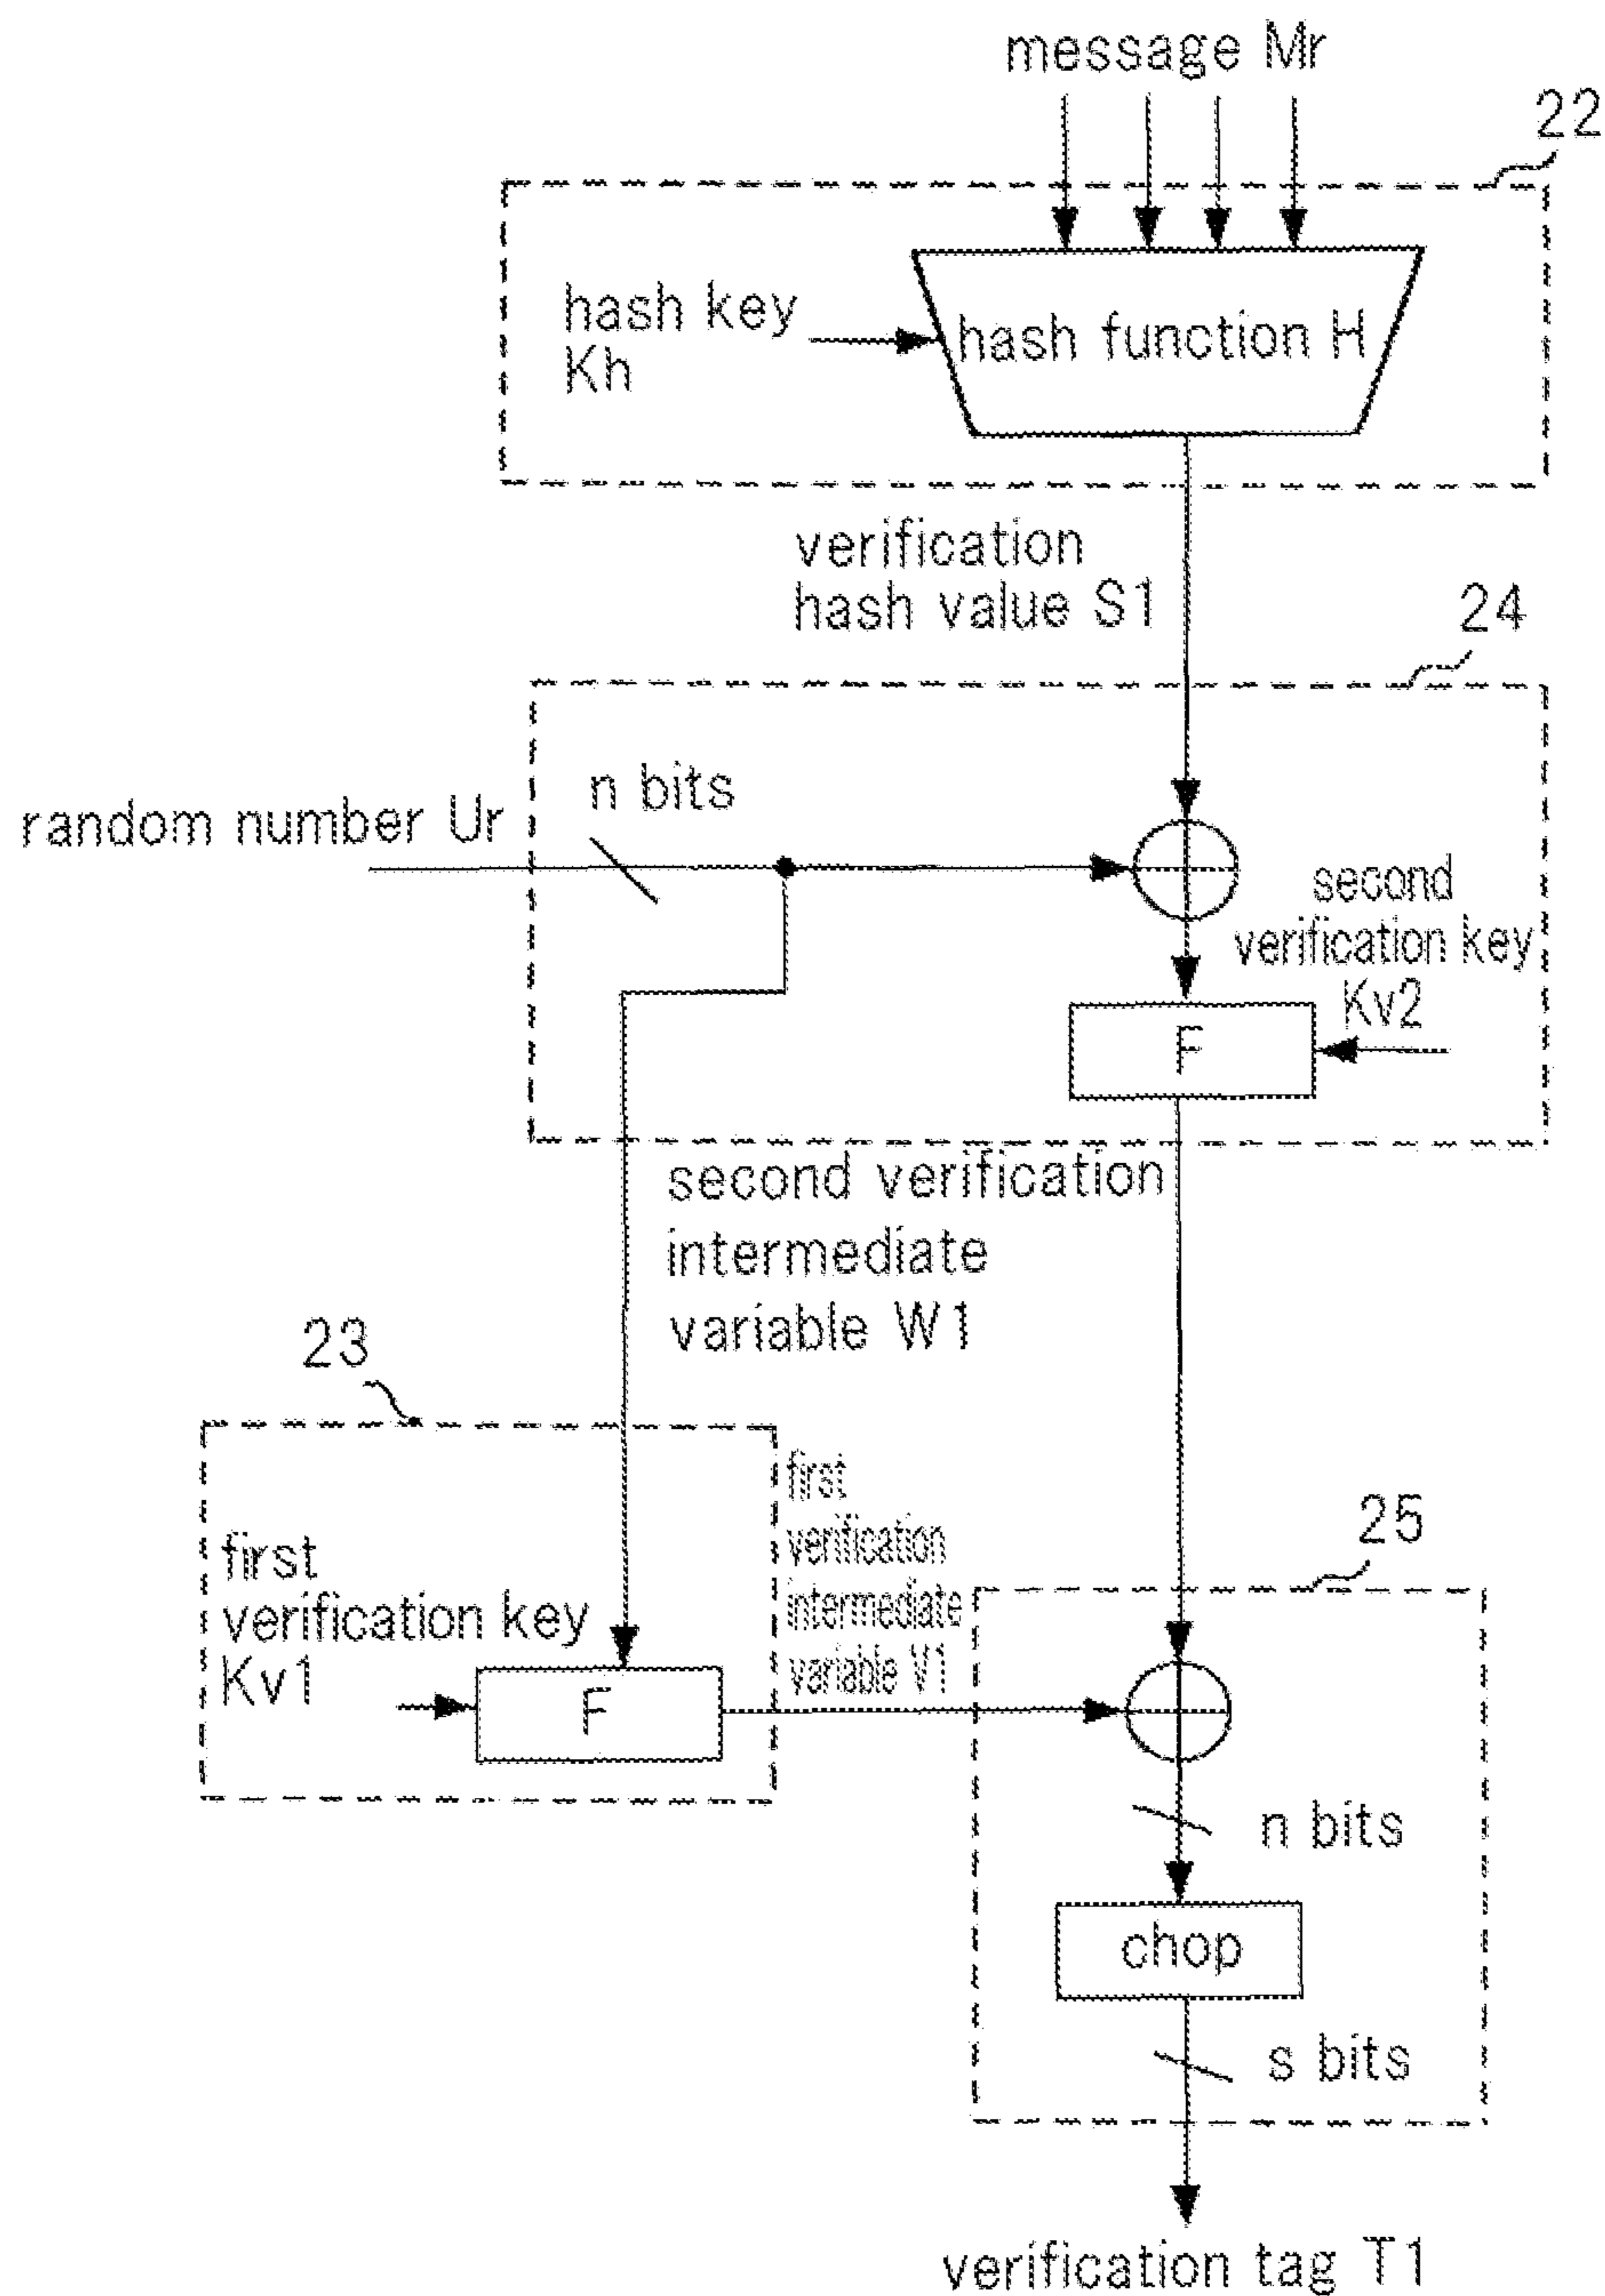 message Mr
22
hash key
Kh
hash function H
verification
hash value S1
24
n bits
random number Ur
second
verification key
Kv2
F
second verification
intermediate
variable W1
23
first
verification
intermediate
variable V1
25
first
verification key
Kv1
F
n bits
chop
s bits
verification tag T1